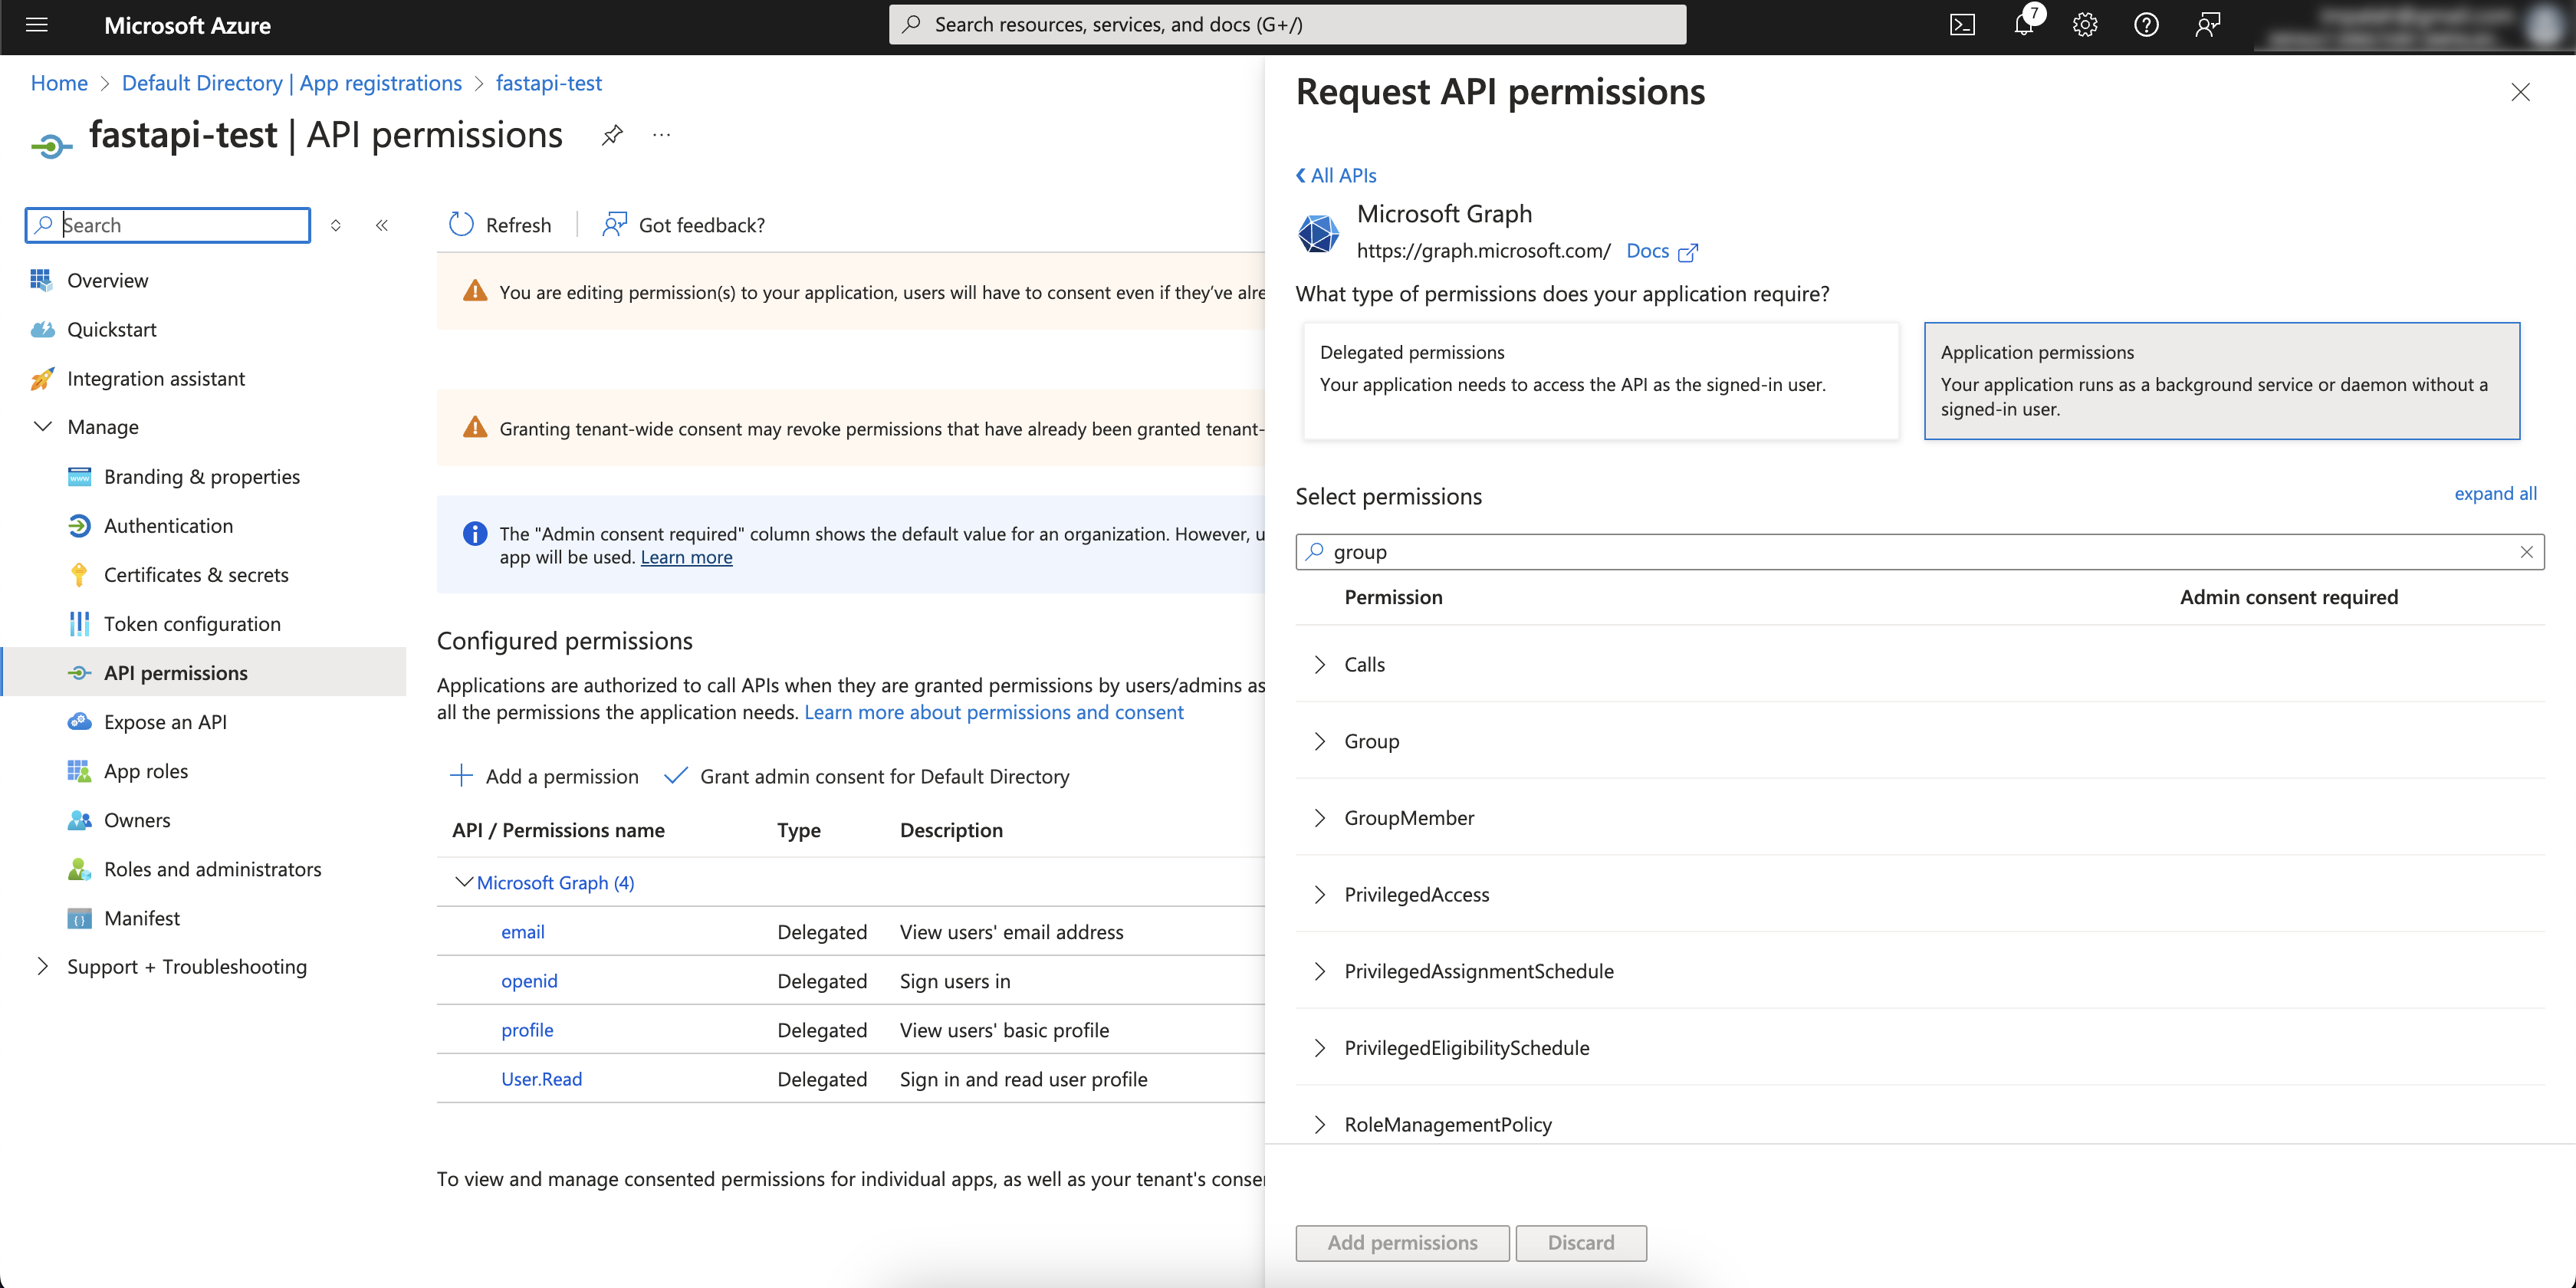 Microsoft Azure
Search resources, services, and docs (G+/)
7
Home > Default Directory | App registrations > fastapi-test
fastapi-test | API permissions
Search
Overview
Quickstart
Integration assistant
Manage
Branding & properties
Authentication
Certificates & secrets
Token configuration
API permissions
Expose an API
App roles
Owners
Roles and administrators
Manifest
Support + Troubleshooting
Refresh
Got feedback?
You are editing permission(s) to your application, users will have to consent even if they've alre
Granting tenant-wide consent may revoke permissions that have already been granted tenant-
The "Admin consent required" column shows the default value for an organization. However, u
app will be used. Learn more
Configured permissions
Applications are authorized to call APIs when they are granted permissions by users/admins as
all the permissions the application needs. Learn more about permissions and consent
Add a permission
Grant admin consent for Default Directory
API / Permissions name Type Description
Microsoft Graph (4)
email Delegated View users' email address
openid Delegated Sign users in
profile Delegated View users' basic profile
User.Read Delegated Sign in and read user profile
To view and manage consented permissions for individual apps, as well as your tenant's conse
Request API permissions
All APIs
Microsoft Graph
https://graph.microsoft.com/ Docs
What type of permissions does your application require?
Delegated permissions
Your application needs to access the API as the signed-in user.
Application permissions
Your application runs as a background service or daemon without a
signed-in user.
Select permissions
expand all
group
Permission Admin consent required
Calls
Group
GroupMember
PrivilegedAccess
PrivilegedAssignmentSchedule
PrivilegedEligibilitySchedule
RoleManagementPolicy
Add permissions
Discard